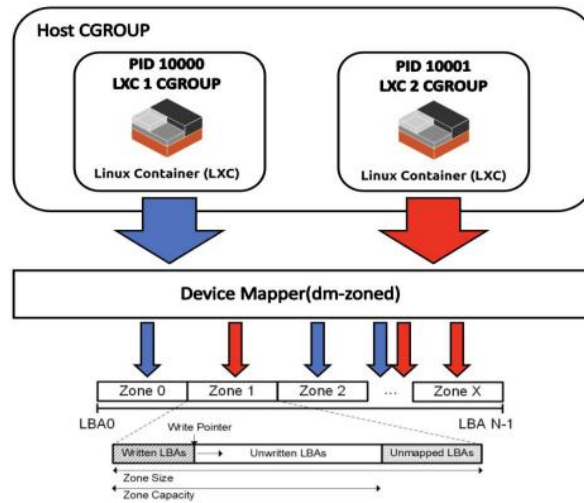 Host CGROUP
PID 10000
LXC 1 CGROUP
Linux Container (LXC)
PID 10001
LXC 2 CGROUP
Linux Container (LXC)
Device Mapper(dm-zoned)
Zone 0
Zone 1
Zone 2
...
Zone X
LBA0
LBA N-1
Write Pointer
Written LBAs
Unwritten LBAs
Unmapped LBAs
Zone Size
Zone Capacity